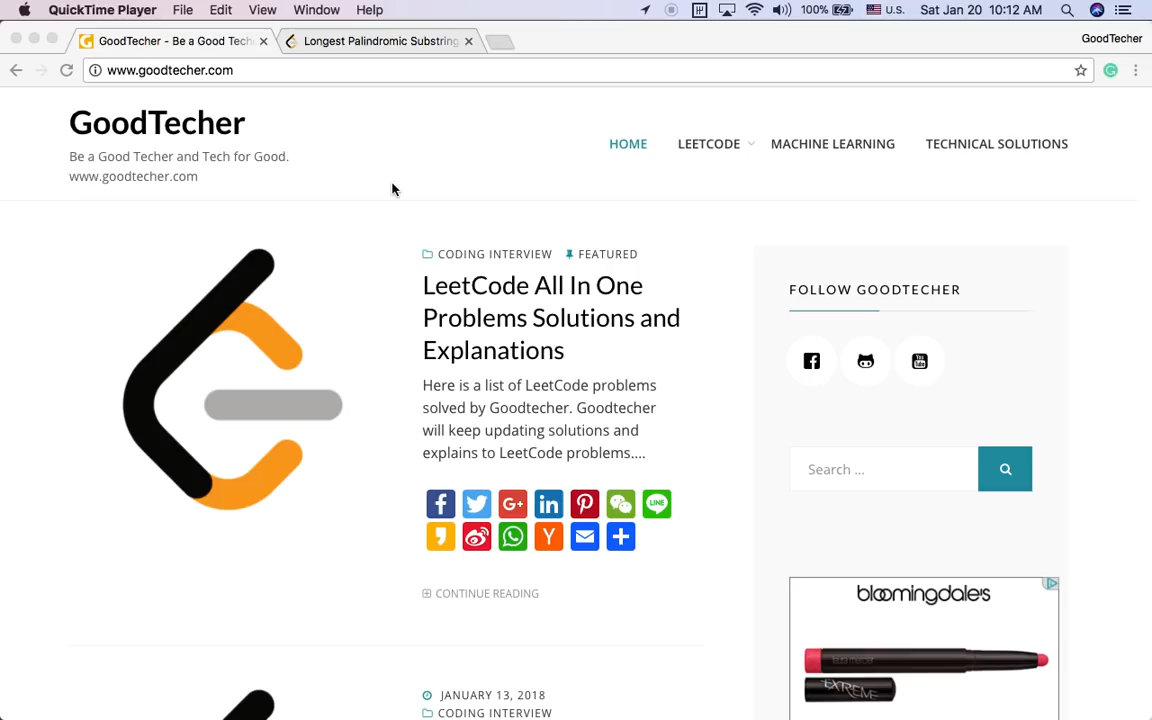 QuickTime Player File Edit View Window Help 100% U.S. Sat Jan 20 10:12 AM
GoodTecher - Be a Good Tech Longest Palindromic Substring GoodTecher
www.goodtecher.com
GoodTecher
Be a Good Techer and Tech for Good.
www.goodtecher.com
HOME LEETCODE MACHINE LEARNING TECHNICAL SOLUTIONS
CODING INTERVIEW FEATURED
LeetCode All In One
Problems Solutions and
Explanations
Here is a list of LeetCode problems
solved by Goodtecher. Goodtecher
will keep updating solutions and
explains to LeetCode problems....
CONTINUE READING
JANUARY 13, 2018
CODING INTERVIEW
FOLLOW GOODTECHER
You Tube
Search ...
bloomingdale's
EXTREME